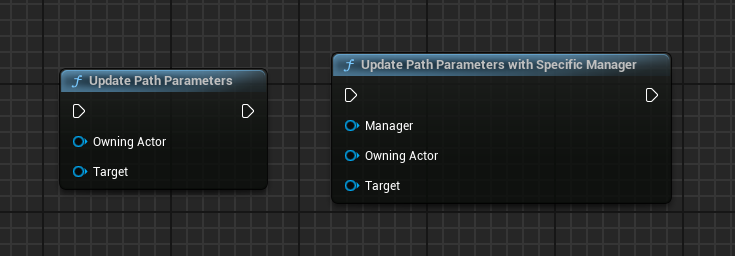 f Update Path Parameters
Owning Actor
Target
f Update Path Parameters with Specific Manager
Manager
Owning Actor
Target